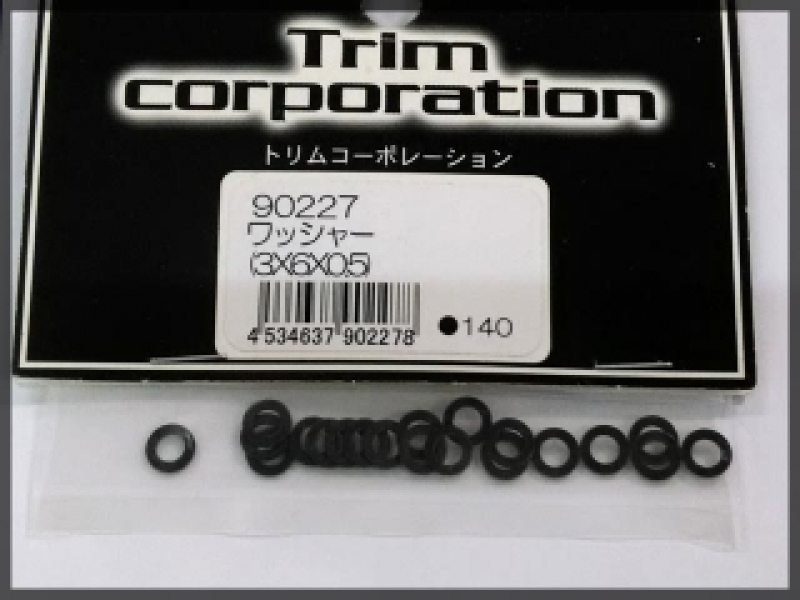 Trim
corporation
トリムコーポレーション
90227
ワッシャー
(3X6X0.5)
4 534637 902278
●140